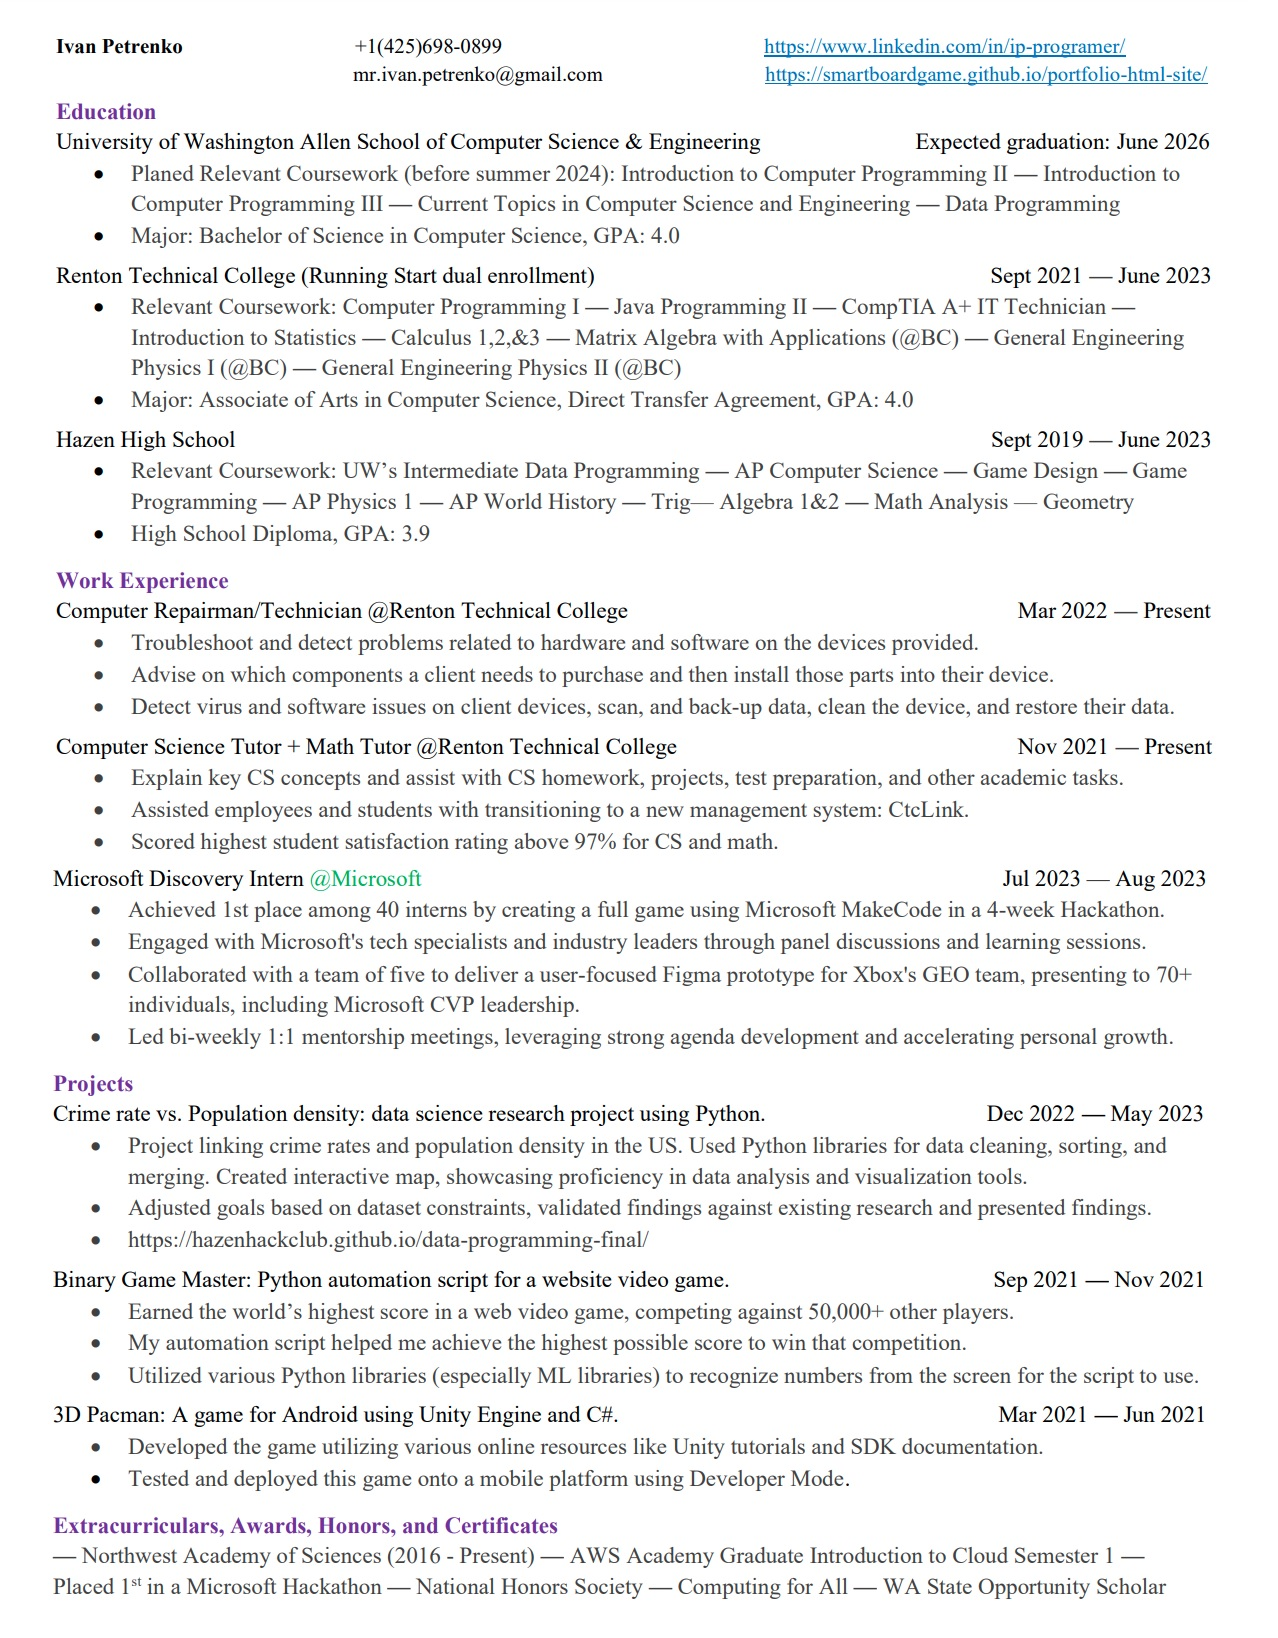 Ivan Petrenko +1(425)698-0899 https://www.linkedin.com/in/ip-programer/
mr.ivan.petrenko@gmail.com https://smartboardgame.github.io/portfolio-html-site/
Education
University of Washington Allen School of Computer Science & Engineering Expected graduation: June 2026
• Planed Relevant Coursework (before summer 2024): Introduction to Computer Programming II — Introduction to
Computer Programming III — Current Topics in Computer Science and Engineering — Data Programming
• Major: Bachelor of Science in Computer Science, GPA: 4.0
Renton Technical College (Running Start dual enrollment) Sept 2021 — June 2023
• Relevant Coursework: Computer Programming I — Java Programming II — CompTIA A+ IT Technician —
Introduction to Statistics — Calculus 1,2,&3 — Matrix Algebra with Applications (@BC) — General Engineering
Physics I (@BC) — General Engineering Physics II (@BC)
• Major: Associate of Arts in Computer Science, Direct Transfer Agreement, GPA: 4.0
Hazen High School Sept 2019 — June 2023
• Relevant Coursework: UW’s Intermediate Data Programming — AP Computer Science — Game Design — Game
Programming — AP Physics 1 — AP World History — Trig— Algebra 1&2 — Math Analysis — Geometry
• High School Diploma, GPA: 3.9
Work Experience
Computer Repairman/Technician @Renton Technical College Mar 2022 — Present
• Troubleshoot and detect problems related to hardware and software on the devices provided.
• Advise on which components a client needs to purchase and then install those parts into their device.
• Detect virus and software issues on client devices, scan, and back-up data, clean the device, and restore their data.
Computer Science Tutor + Math Tutor @Renton Technical College Nov 2021 — Present
• Explain key CS concepts and assist with CS homework, projects, test preparation, and other academic tasks.
• Assisted employees and students with transitioning to a new management system: CtcLink.
• Scored highest student satisfaction rating above 97% for CS and math.
Microsoft Discovery Intern @Microsoft Jul 2023 — Aug 2023
• Achieved 1st place among 40 interns by creating a full game using Microsoft MakeCode in a 4-week Hackathon.
• Engaged with Microsoft's tech specialists and industry leaders through panel discussions and learning sessions.
• Collaborated with a team of five to deliver a user-focused Figma prototype for Xbox's GEO team, presenting to 70+
individuals, including Microsoft CVP leadership.
• Led bi-weekly 1:1 mentorship meetings, leveraging strong agenda development and accelerating personal growth.
Projects
Crime rate vs. Population density: data science research project using Python. Dec 2022 — May 2023
• Project linking crime rates and population density in the US. Used Python libraries for data cleaning, sorting, and
merging. Created interactive map, showcasing proficiency in data analysis and visualization tools.
• Adjusted goals based on dataset constraints, validated findings against existing research and presented findings.
• https://hazenhackclub.github.io/data-programming-final/
Binary Game Master: Python automation script for a website video game. Sep 2021 — Nov 2021
• Earned the world’s highest score in a web video game, competing against 50,000+ other players.
• My automation script helped me achieve the highest possible score to win that competition.
• Utilized various Python libraries (especially ML libraries) to recognize numbers from the screen for the script to use.
3D Pacman: A game for Android using Unity Engine and C#. Mar 2021 — Jun 2021
• Developed the game utilizing various online resources like Unity tutorials and SDK documentation.
• Tested and deployed this game onto a mobile platform using Developer Mode.
Extracurriculars, Awards, Honors, and Certificates
— Northwest Academy of Sciences (2016 - Present) — AWS Academy Graduate Introduction to Cloud Semester 1 —
Placed 1st in a Microsoft Hackathon — National Honors Society — Computing for All — WA State Opportunity Scholar